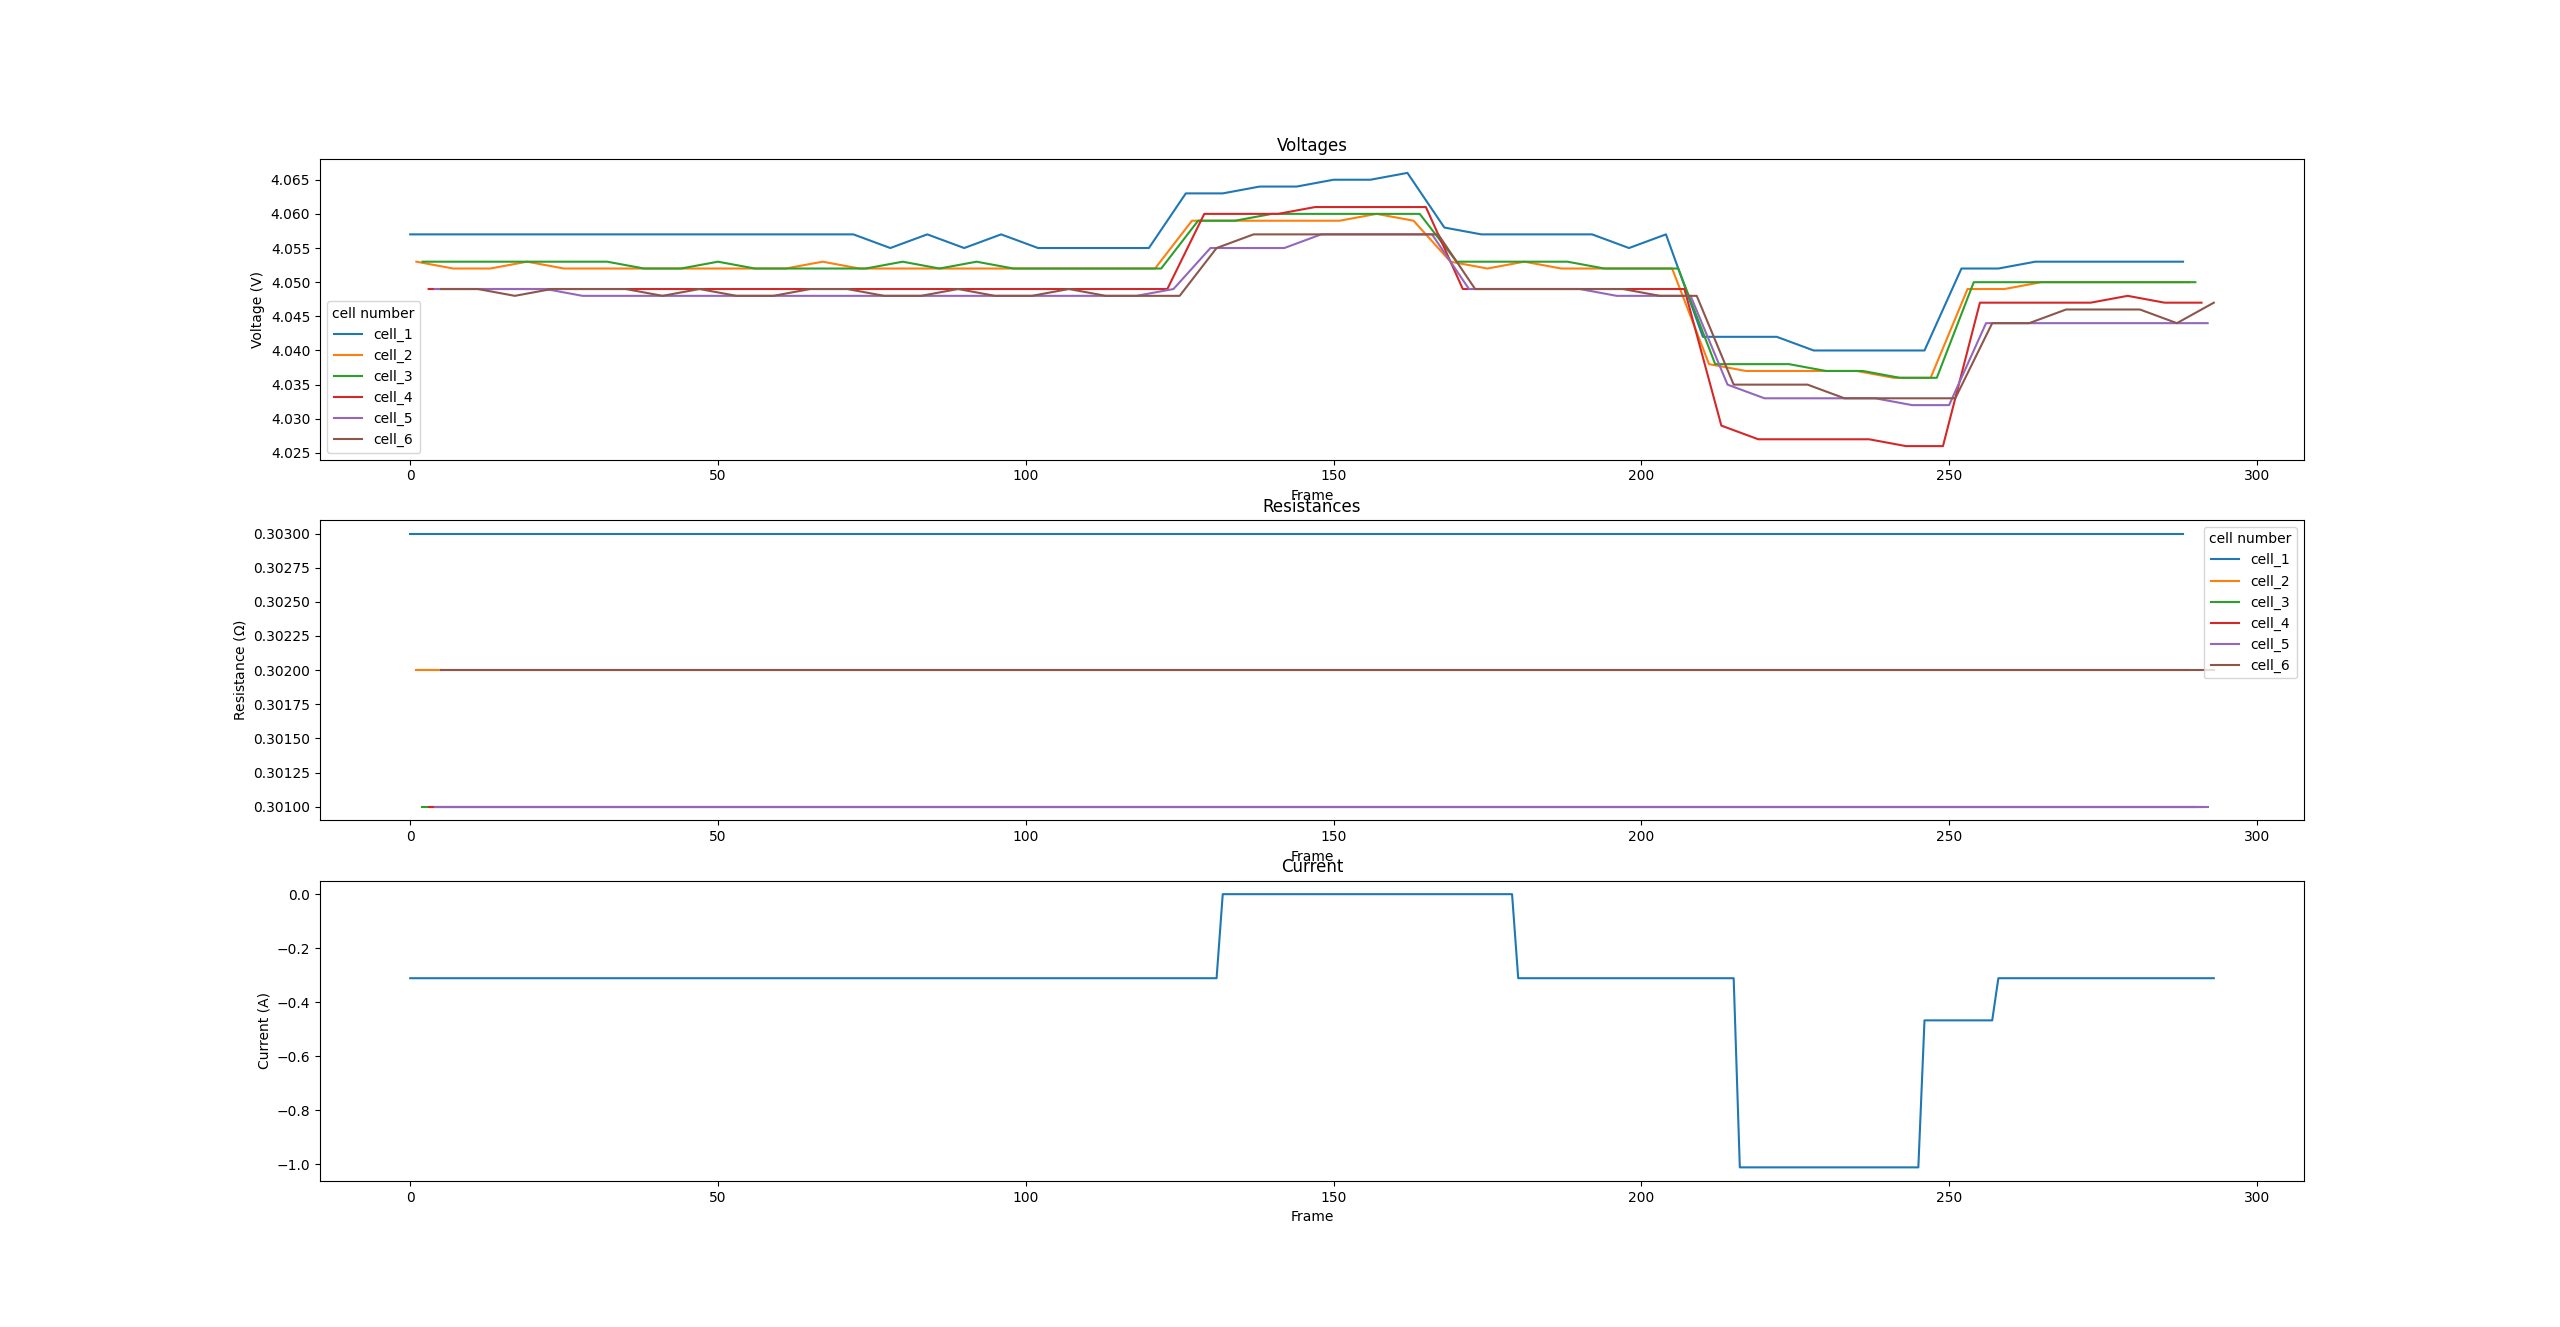 Voltages
Voltage (V)
4.065
4.060
4.055
4.050
4.045
4.040
4.035
4.030
4.025
cell number
cell_1
cell_2
cell_3
cell_4
cell_5
cell_6
0 50 100 150 200 250 300
Frame
Resistances
Resistance (Ω)
0.30300
0.30275
0.30250
0.30225
0.30200
0.30175
0.30150
0.30125
0.30100
cell number
cell_1
cell_2
cell_3
cell_4
cell_5
cell_6
0 50 100 150 200 250 300
Frame
Current
Current (A)
0.0
−0.2
−0.4
−0.6
−0.8
−1.0
0 50 100 150 200 250 300
Frame